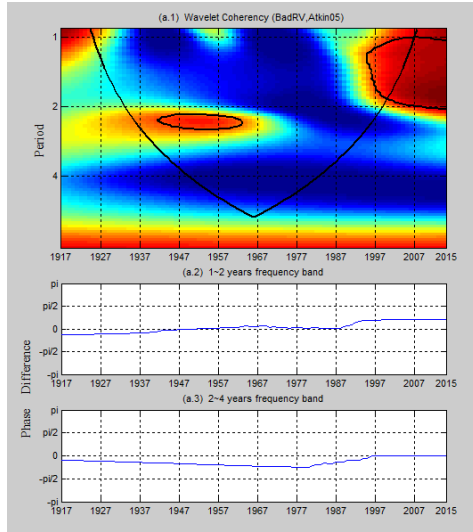 (a.1) Wavelet Coherency (BadRV,Atkin05)
1
2
4
Period
1917 1927 1937 1947 1957 1967 1977 1987 1997 2007 2015
(a.2) 1~2 years frequency band
pi
pi/2
0
-pi/2
-pi
1917 1927 1937 1947 1957 1967 1977 1987 1997 2007 2015
Phase Difference
(a.3) 2~4 years frequency band
pi
pi/2
0
-pi/2
-pi
1917 1927 1937 1947 1957 1967 1977 1987 1997 2007 2015